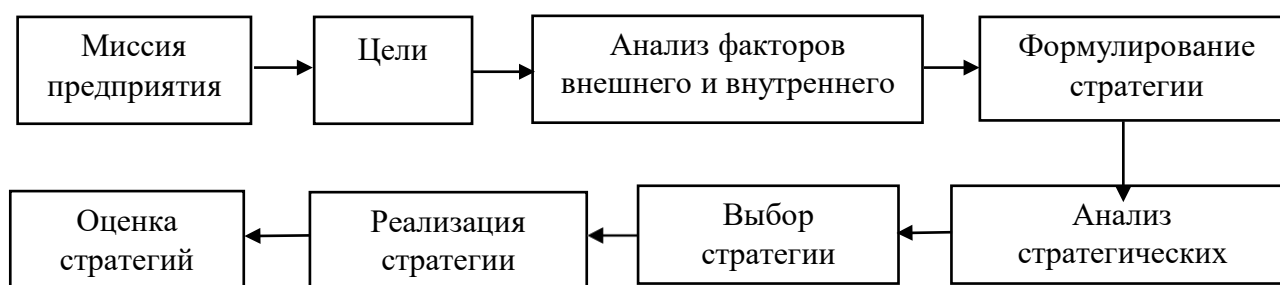 Миссия
предприятия
Цели
Анализ факторов
внешнего и внутреннего
Формулирование
стратегии
Анализ
стратегических
Выбор
стратегии
Реализация
стратегии
Оценка
стратегий